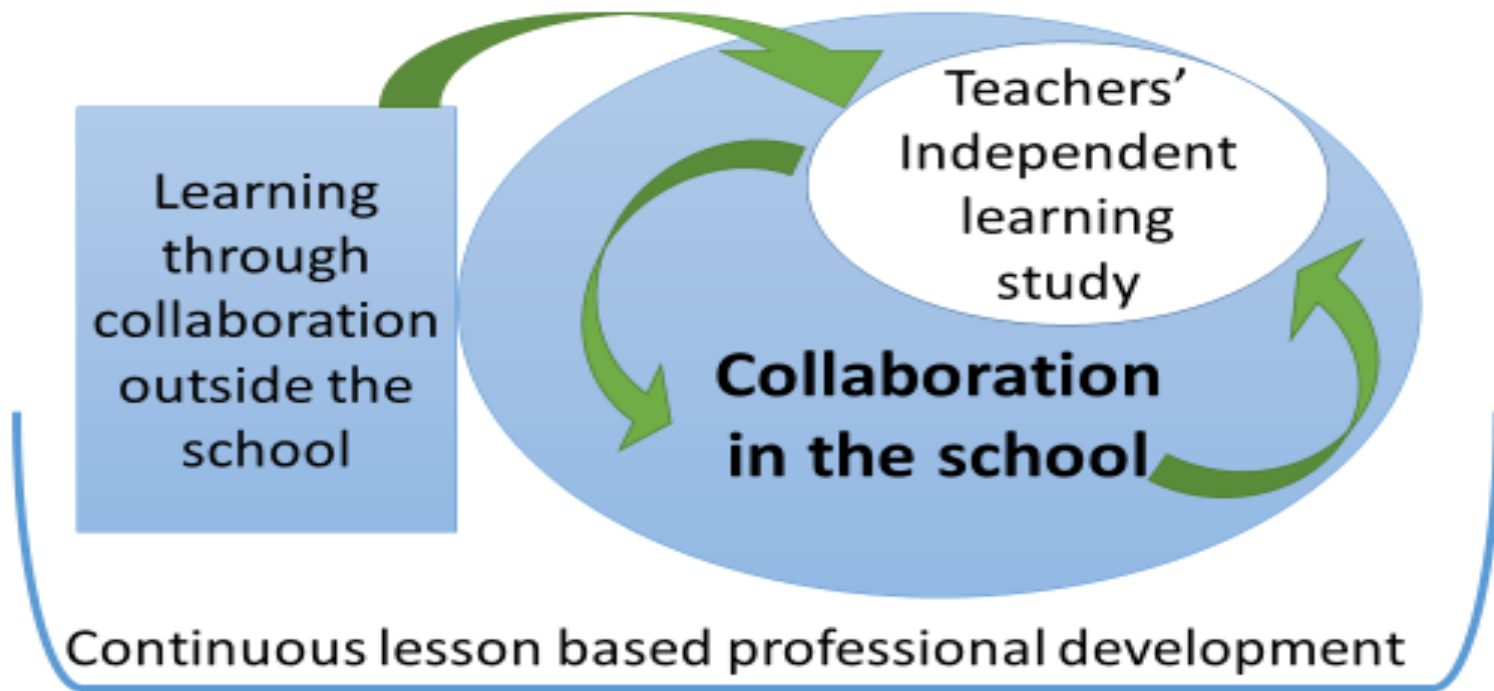 Learning
through
collaboration
outside the
school
Teachers’
Independent
learning
study
Collaboration
in the school
Continuous lesson based professional development